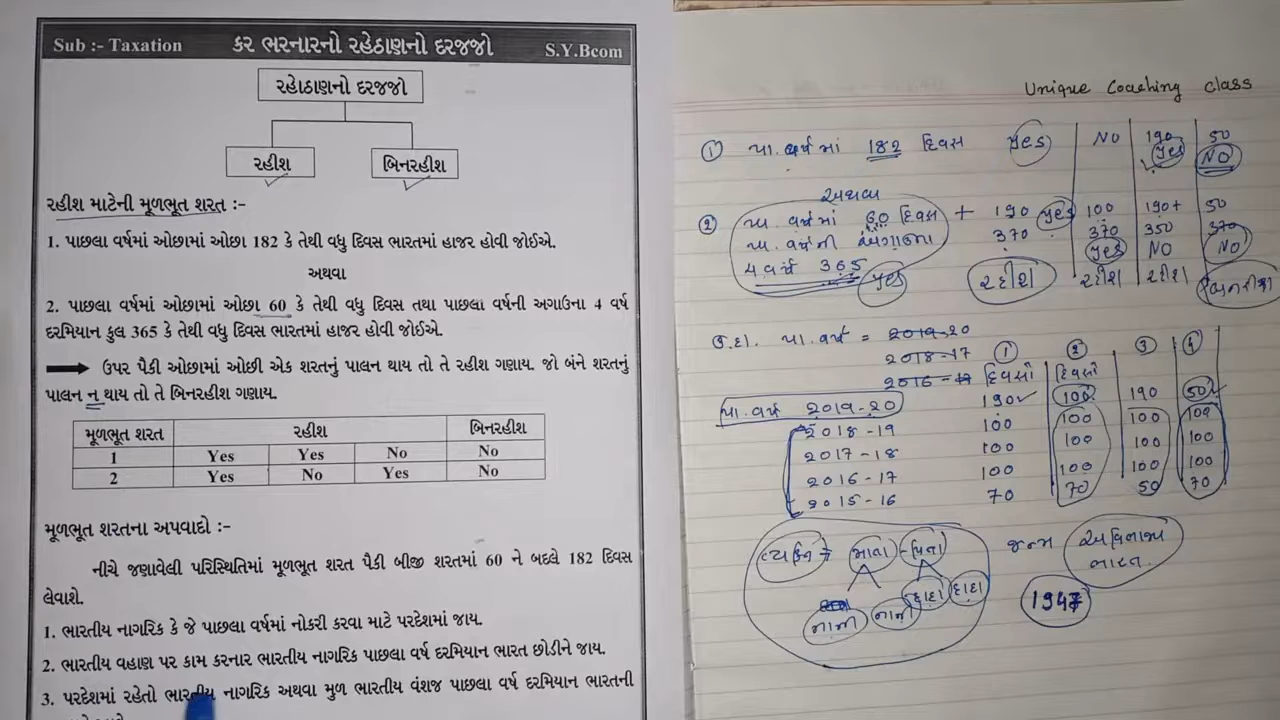 Sub :- Taxation કર ભરનારનો રહેઠાણનો દરજજો S.Y.Bcom
રહેાઠાણનો દરજજો
રહીશ બિનરહીશ
રહીશ માટેની મૂળભૂત શરત :-
1. પાછલા વર્ષમાં ઓછામાં ઓછા 182 કે તેથી વધુ દિવસ ભારતમાં હાજર હોવી જોઈએ.
અથવા
2. પાછલા વર્ષમાં ઓછામાં ઓછા 60 કે તેથી વધુ દિવસ તથા પાછલા વર્ષની અગાઉના 4 વર્ષ
દરમિયાન કુલ 365 કે તેથી વધુ દિવસ ભારતમાં હાજર હોવી જોઈએ.
ઉપર પૈકી ઓછામાં ઓછી એક શરતનું પાલન થાય તો તે રહીશ ગણાય. જો બંને શરતનું
પાલન ન થાય તો તે બિનરહીશ ગણાય.
મૂળભૂત શરત રહીશ બિનરહીશ
1 Yes Yes No No
2 Yes No Yes No
મૂળભૂત શરતના અપવાદો :-
નીચે જણાવેલી પરિસ્થિતિમાં મૂળભૂત શરત પૈકી બીજી શરતમાં 60 ને બદલે 182 દિવસ
લેવાશે.
1. ભારતીય નાગરિક કે જે પાછલા વર્ષમાં નોકરી કરવા માટે પરદેશમાં જાય.
2. ભારતીય વહાણ પર કામ કરનાર ભારતીય નાગરિક પાછલા વર્ષ દરમિયાન ભારત છોડીને જાય.
3. પરદેશમાં રહેતો ભારતીય નાગરિક અથવા મુળ ભારતીય વંશજ પાછલા વર્ષ દરમિયાન ભારતની
Unique Coaching Class
① પા. વર્ષ માં 182 દિવસ Yes NO 190 Yes 50 NO
અથવા
② પા. વર્ષમાં 60 દિવસ + 190 Yes 100 190+ 50
પા. વર્ષની અગાઉના 370 370 350 370
4 વર્ષ 365 Yes Yes NO NO
રહીશ રહીશ રહીશ બિનરહીશ
ઉ.દા. પા. વર્ષ = 2019-20
2018-17 ① ② ③ ④
2016-17 દિવસો દિવસો
પા. વર્ષ 2019-20 190 100 190 50
2018-19 100 100 100 100
2017-18 100 100 100 100
2016-17 100 100 100 100
2015-16 70 70 50 70
વ્યક્તિ માતા - પિતા જન્મ અવિભાજ્ય
ભારત
નાની નાના દાદા દાદી 1947